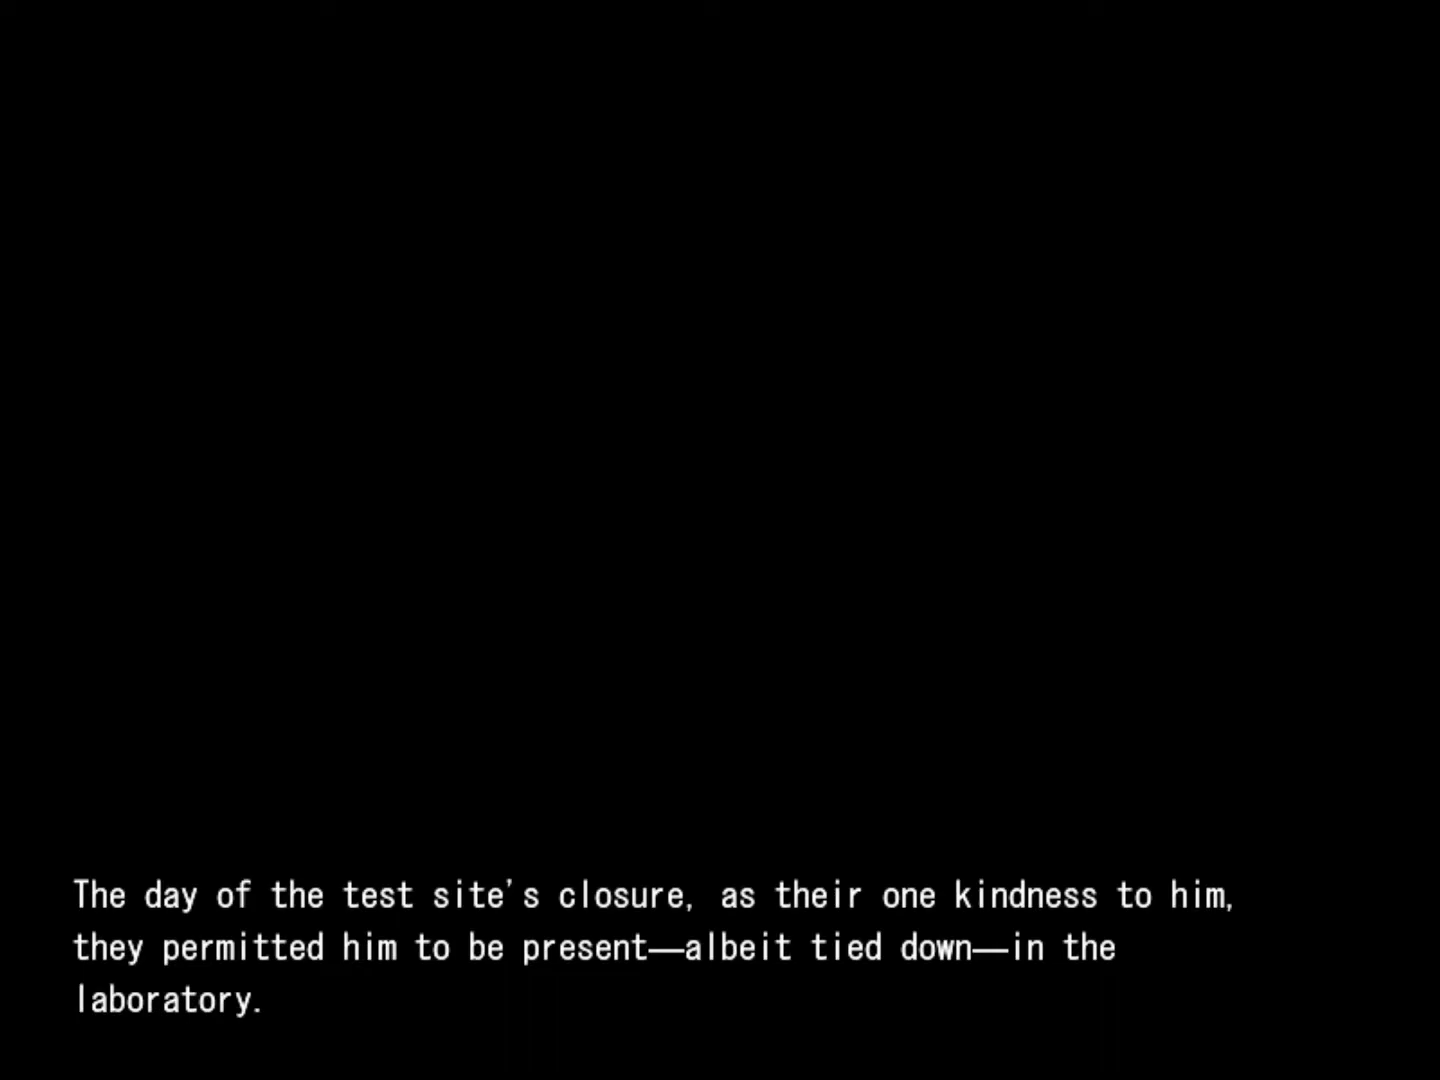 The day of the test site's closure, as their one kindness to him,
they permitted him to be present—albeit tied down—in the
laboratory.